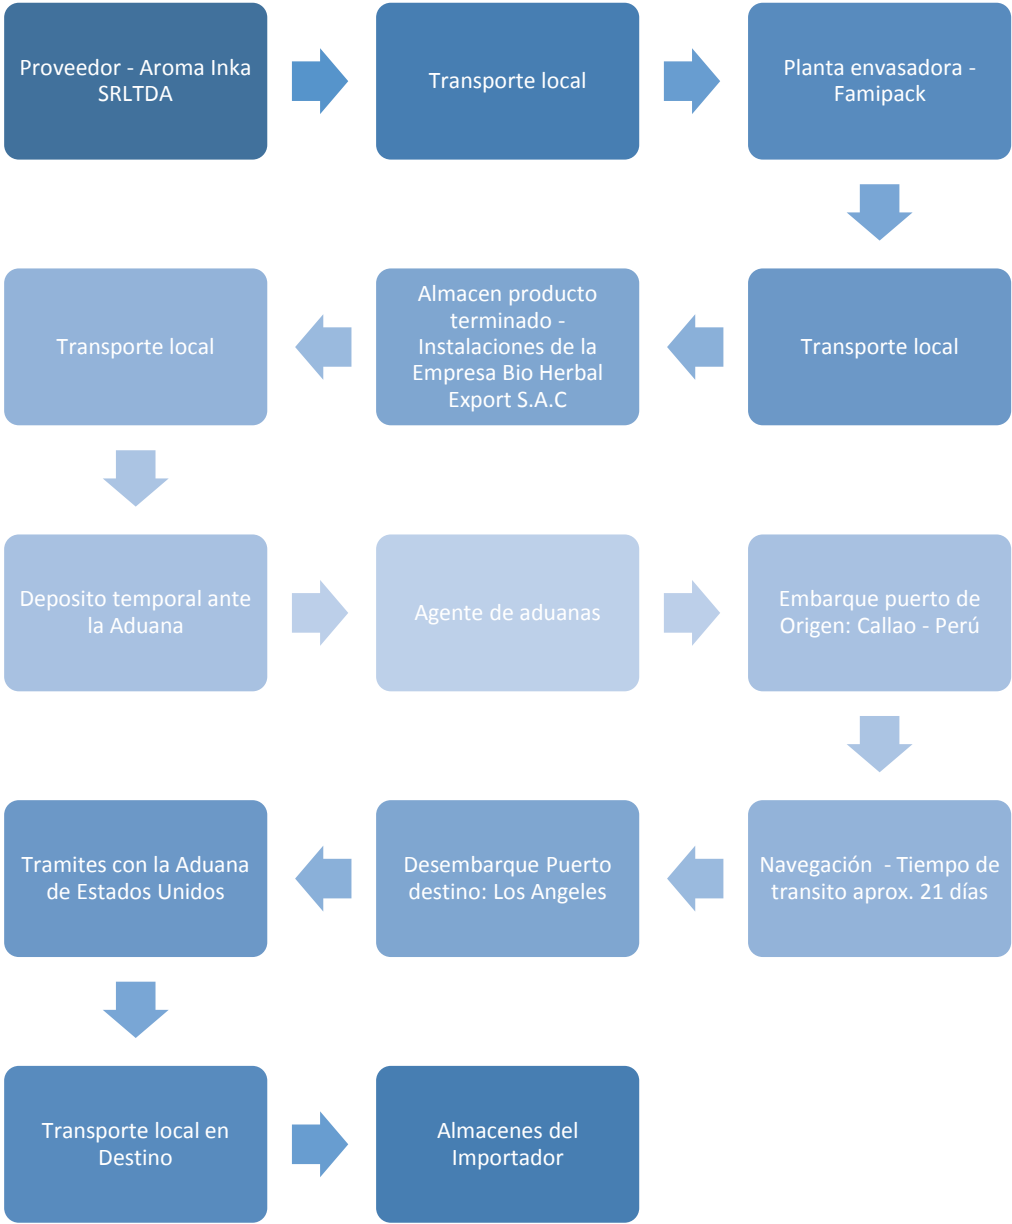 Proveedor - Aroma Inka
SRLTDA
Transporte local
Planta envasadora -
Famipack
Transporte local
Almacen producto
terminado -
Instalaciones de la
Empresa Bio Herbal
Export S.A.C
Transporte local
Deposito temporal ante
la Aduana
Agente de aduanas
Embarque puerto de
Origen: Callao - Perú
Navegación  - Tiempo de
transito aprox. 21 días
Desembarque Puerto
destino: Los Angeles
Tramites con la Aduana
de Estados Unidos
Transporte local en
Destino
Almacenes del
Importador